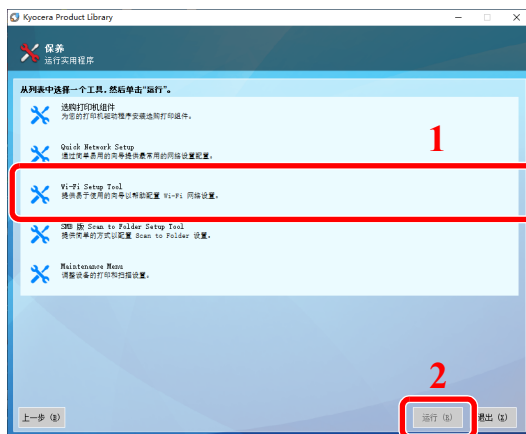 Kyocera Product Library
保养
运行实用程序
从列表中选择一个工具,然后单击“运行”。
选购打印机组件
为您的打印机驱动程序安装选购打印组件。
1
Quick Network Setup
通过简单易用的向导提供最常用的网络设置配置。
Wi-Fi Setup Tool
提供易于使用的向导以帮助配置 Wi-Fi 网络设置。
SMB 版 Scan to Folder Setup Tool
提供简单的方式以配置 Scan to Folder 设置。
Maintenance Menu
调整设备的打印和扫描设置。
2
上一步 (B) 运行 (R) 退出 (X)